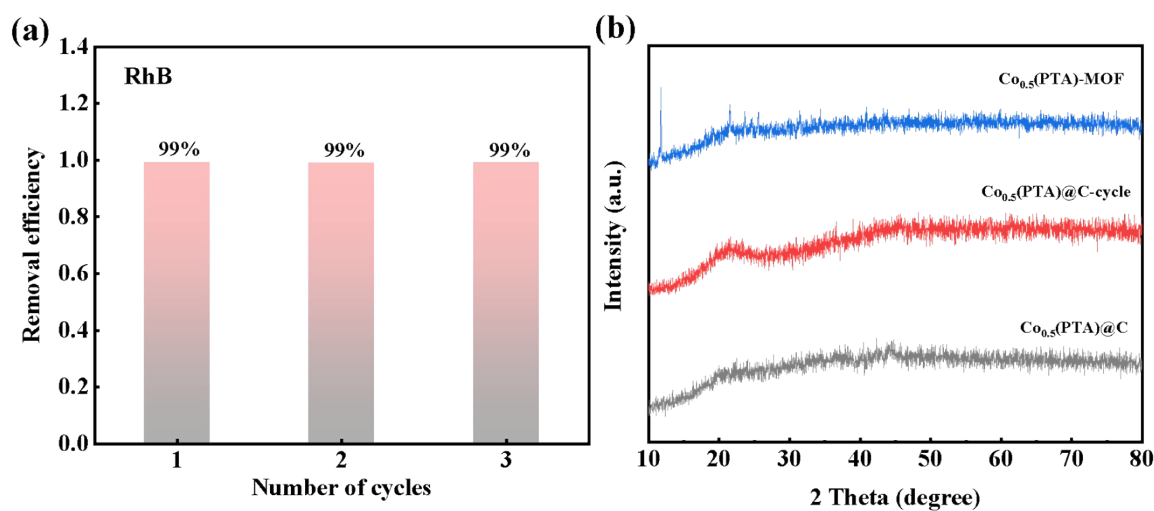 (a)
RhB
99% 99% 99%
1.4
1.2
1.0
0.8
0.6
0.4
0.2
0.0
Removal efficiency
1 2 3
Number of cycles
(b)
Co0.5(PTA)-MOF
Co0.5(PTA)@C-cycle
Co0.5(PTA)@C
Intensity (a.u.)
10 20 30 40 50 60 70 80
2 Theta (degree)